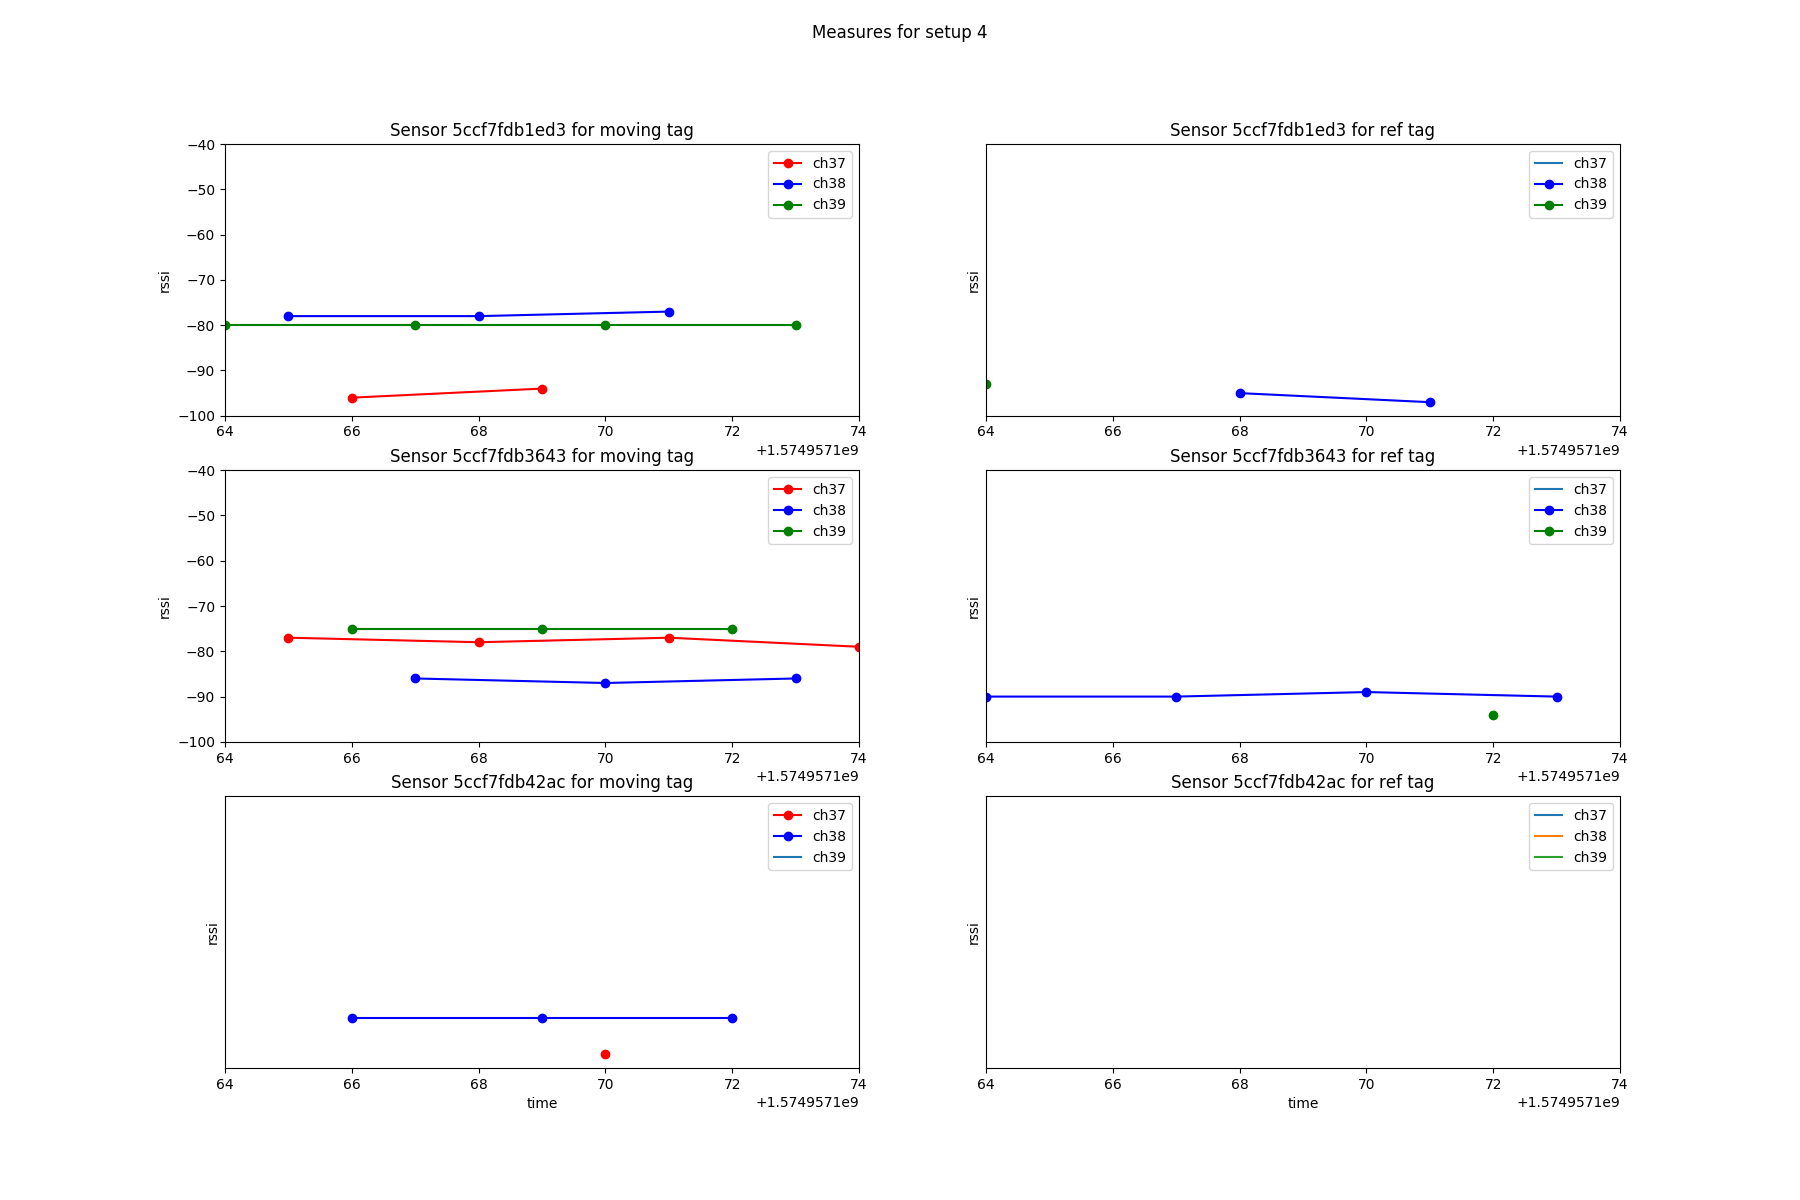 Measures for setup 4
Sensor 5ccf7fdb1ed3 for moving tag
rssi
−40
−50
−60
−70
−80
−90
−100
ch37
ch38
ch39
64 66 68 70 72 74
+1.5749571e9
Sensor 5ccf7fdb1ed3 for ref tag
rssi
ch37
ch38
ch39
64 66 68 70 72 74
+1.5749571e9
Sensor 5ccf7fdb3643 for moving tag
rssi
−40
−50
−60
−70
−80
−90
−100
ch37
ch38
ch39
64 66 68 70 72 74
+1.5749571e9
Sensor 5ccf7fdb3643 for ref tag
rssi
ch37
ch38
ch39
64 66 68 70 72 74
+1.5749571e9
Sensor 5ccf7fdb42ac for moving tag
rssi
ch37
ch38
ch39
64 66 68 70 72 74
time
+1.5749571e9
Sensor 5ccf7fdb42ac for ref tag
rssi
ch37
ch38
ch39
64 66 68 70 72 74
time
+1.5749571e9